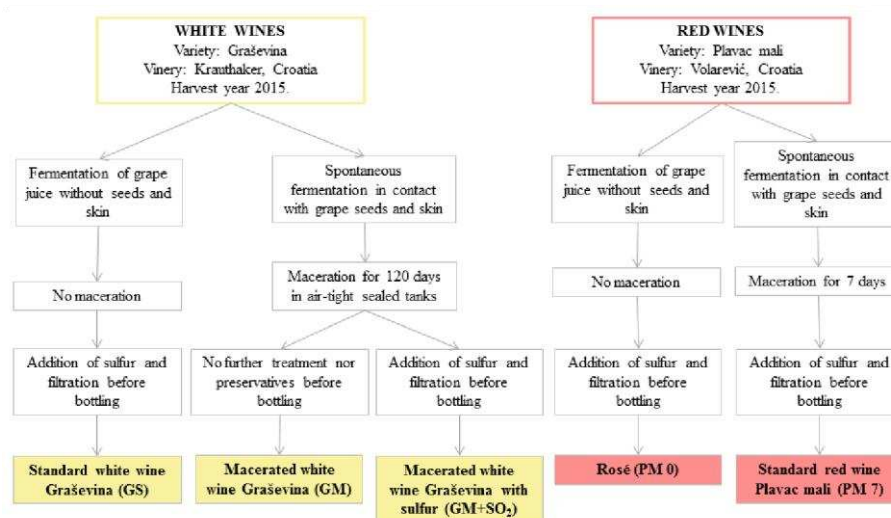 WHITE WINES
Variety: Graševina
Vinery: Krauthaker, Croatia
Harvest year 2015.
RED WINES
Variety: Plavac mali
Vinery: Volarević, Croatia
Harvest year 2015.
Fermentation of grape
juice without seeds and
skin
Spontaneous
fermentation in contact
with grape seeds and skin
Fermentation of grape
juice without seeds and
skin
Spontaneous
fermentation in contact
with grape seeds and
skin
No maceration
Maceration for 120 days
in air-tight sealed tanks
No maceration
Maceration for 7 days
Addition of sulfur and
filtration before
bottling
No further treatment nor
preservatives before
bottling
Addition of sulfur and
filtration before
bottling
Addition of sulfur and
filtration before
bottling
Addition of sulfur and
filtration before
bottling
Standard white wine
Graševina (GS)
Macerated white
wine Graševina (GM)
Macerated white
wine Graševina with
sulfur (GM+SO₂)
Rosé (PM 0)
Standard red wine
Plavac mali (PM 7)